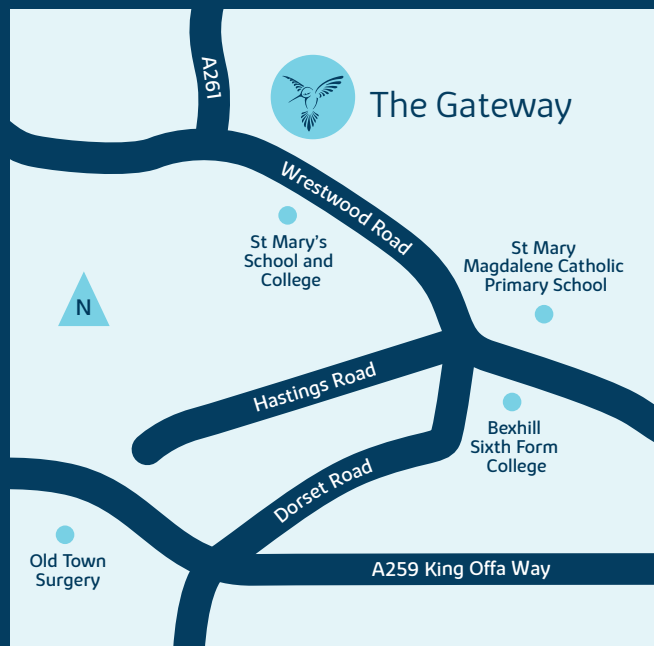 A261
The Gateway
Wrestwood Road
St Mary's
School and
College
St Mary
Magdalene Catholic
Primary School
N
Hastings Road
Bexhill
Sixth Form
College
Dorset Road
Old Town
Surgery
A259 King Offa Way